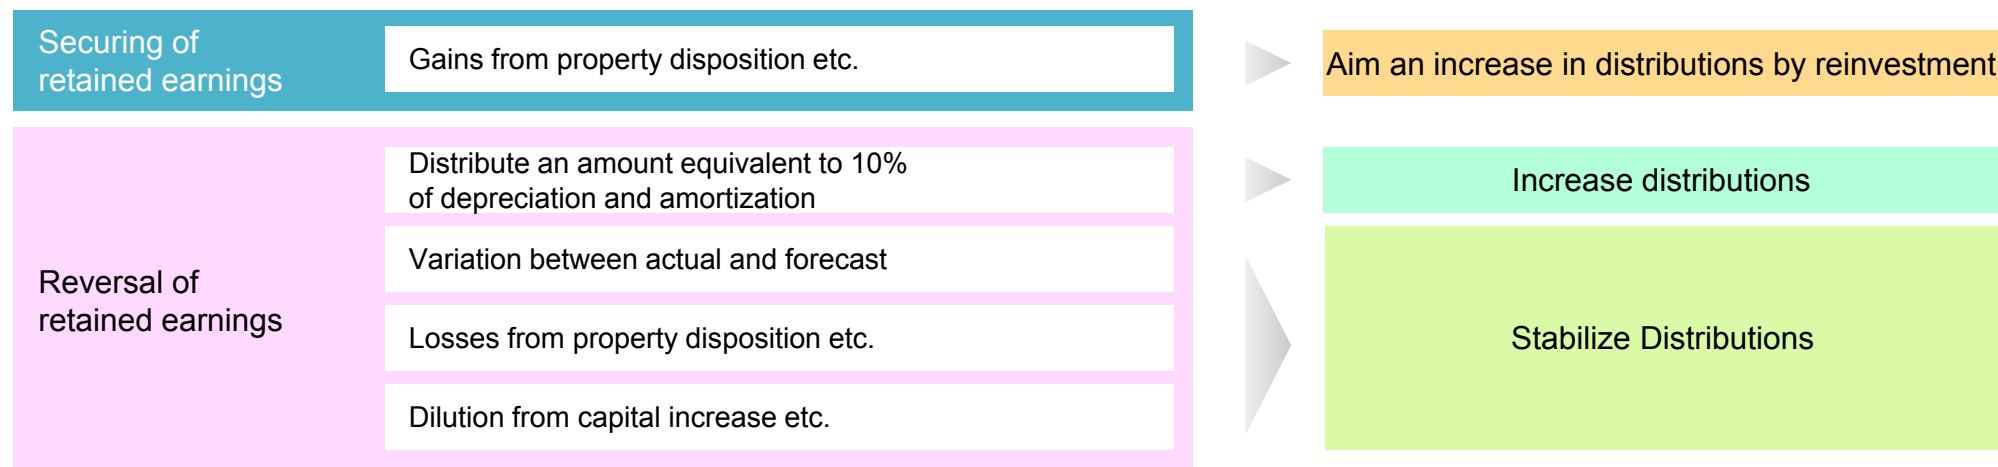 Securing of
retained earnings
Gains from property disposition etc.
Aim an increase in distributions by reinvestment
Reversal of
retained earnings
Distribute an amount equivalent to 10%
of depreciation and amortization
Increase distributions
Variation between actual and forecast
Losses from property disposition etc.
Dilution from capital increase etc.
Stabilize Distributions